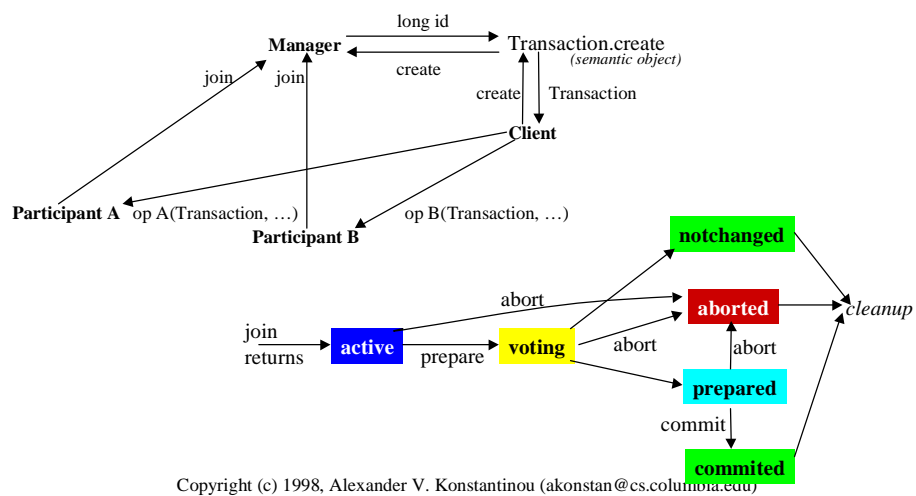 long id
Manager
Transaction.create
(semantic object)
join
join
create
create
Transaction
Client
Participant A
op A(Transaction, …)
op B(Transaction, …)
Participant B
notchanged
abort
aborted
cleanup
join
returns
active
prepare
voting
abort
abort
prepared
commit
commited
Copyright (c) 1998, Alexander V. Konstantinou (akonstan@cs.columbia.edu)